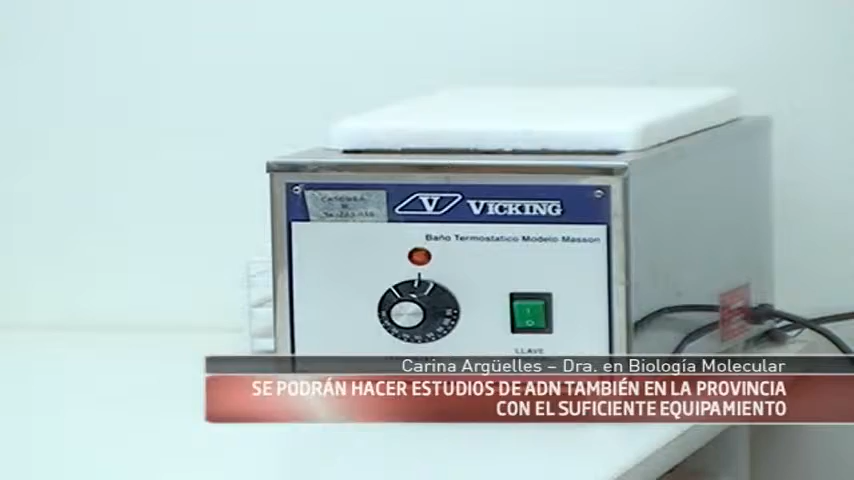 VICKING
Baño Termostatico Modelo Masson
LLAVE
Carina Argüelles – Dra. en Biología Molecular
SE PODRÁN HACER ESTUDIOS DE ADN TAMBIÉN EN LA PROVINCIA
CON EL SUFICIENTE EQUIPAMIENTO